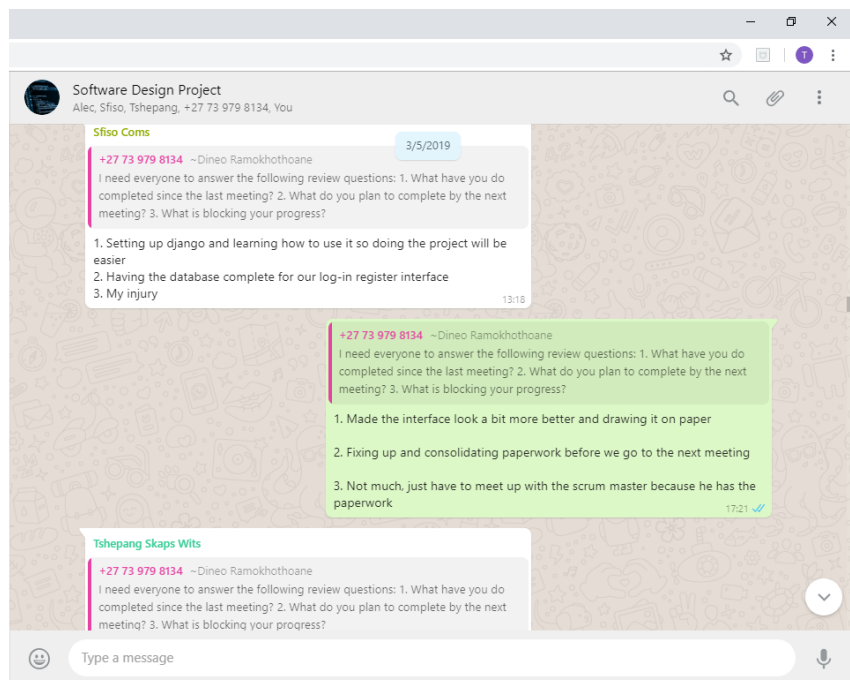 T
Software Design Project
Alec, Sfiso, Tshepang, +27 73 979 8134, You
3/5/2019
Sfiso Coms
+27 73 979 8134 ~Dineo Ramokhothoane
I need everyone to answer the following review questions: 1. What have you do
completed since the last meeting? 2. What do you plan to complete by the next
meeting? 3. What is blocking your progress?
1. Setting up django and learning how to use it so doing the project will be
easier
2. Having the database complete for our log-in register interface
3. My injury
13:18
+27 73 979 8134 ~Dineo Ramokhothoane
I need everyone to answer the following review questions: 1. What have you do
completed since the last meeting? 2. What do you plan to complete by the next
meeting? 3. What is blocking your progress?
1. Made the interface look a bit more better and drawing it on paper
2. Fixing up and consolidating paperwork before we go to the next meeting
3. Not much, just have to meet up with the scrum master because he has the
paperwork
17:21
Tshepang Skaps Wits
+27 73 979 8134 ~Dineo Ramokhothoane
I need everyone to answer the following review questions: 1. What have you do
completed since the last meeting? 2. What do you plan to complete by the next
meeting? 3. What is blocking your progress?
Type a message